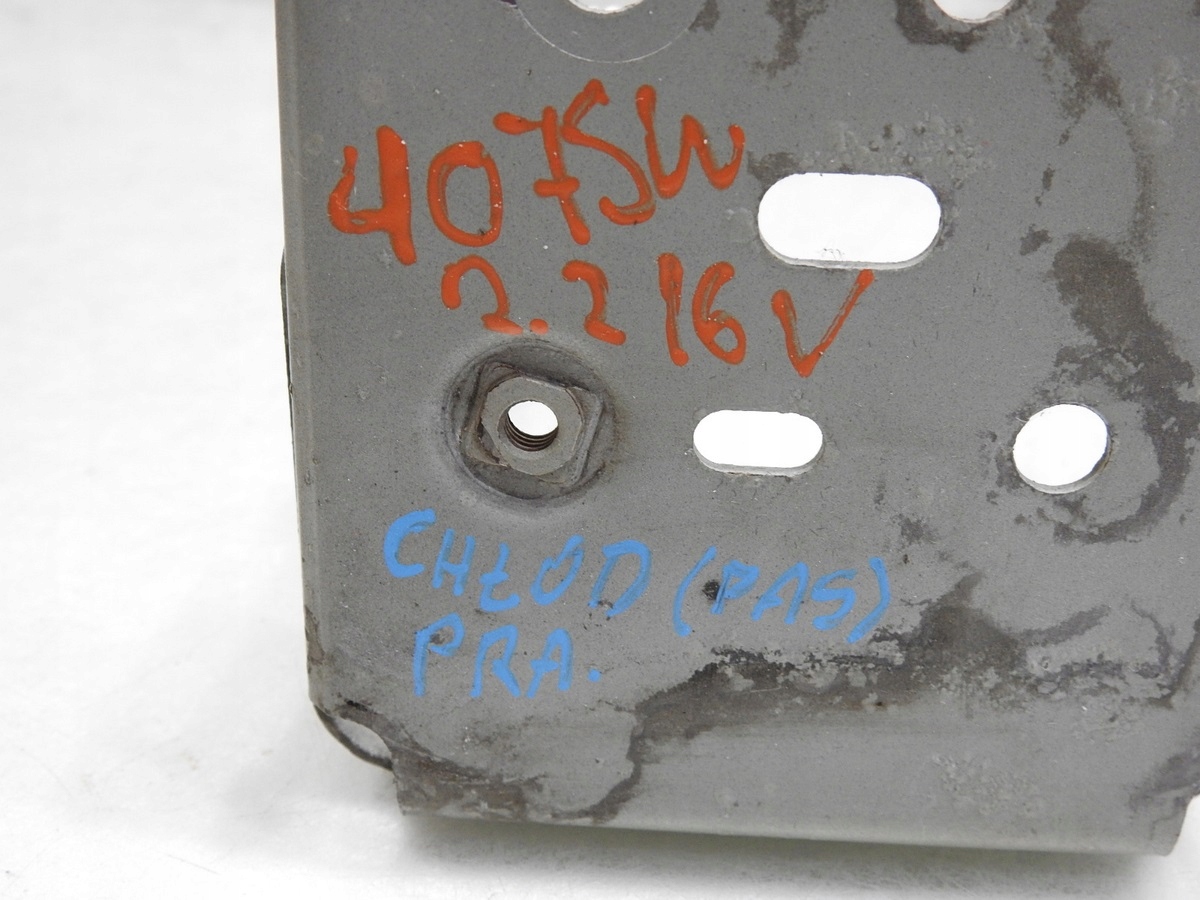 407SW
2.2 16V
CHŁOD (PAS)
PRA.